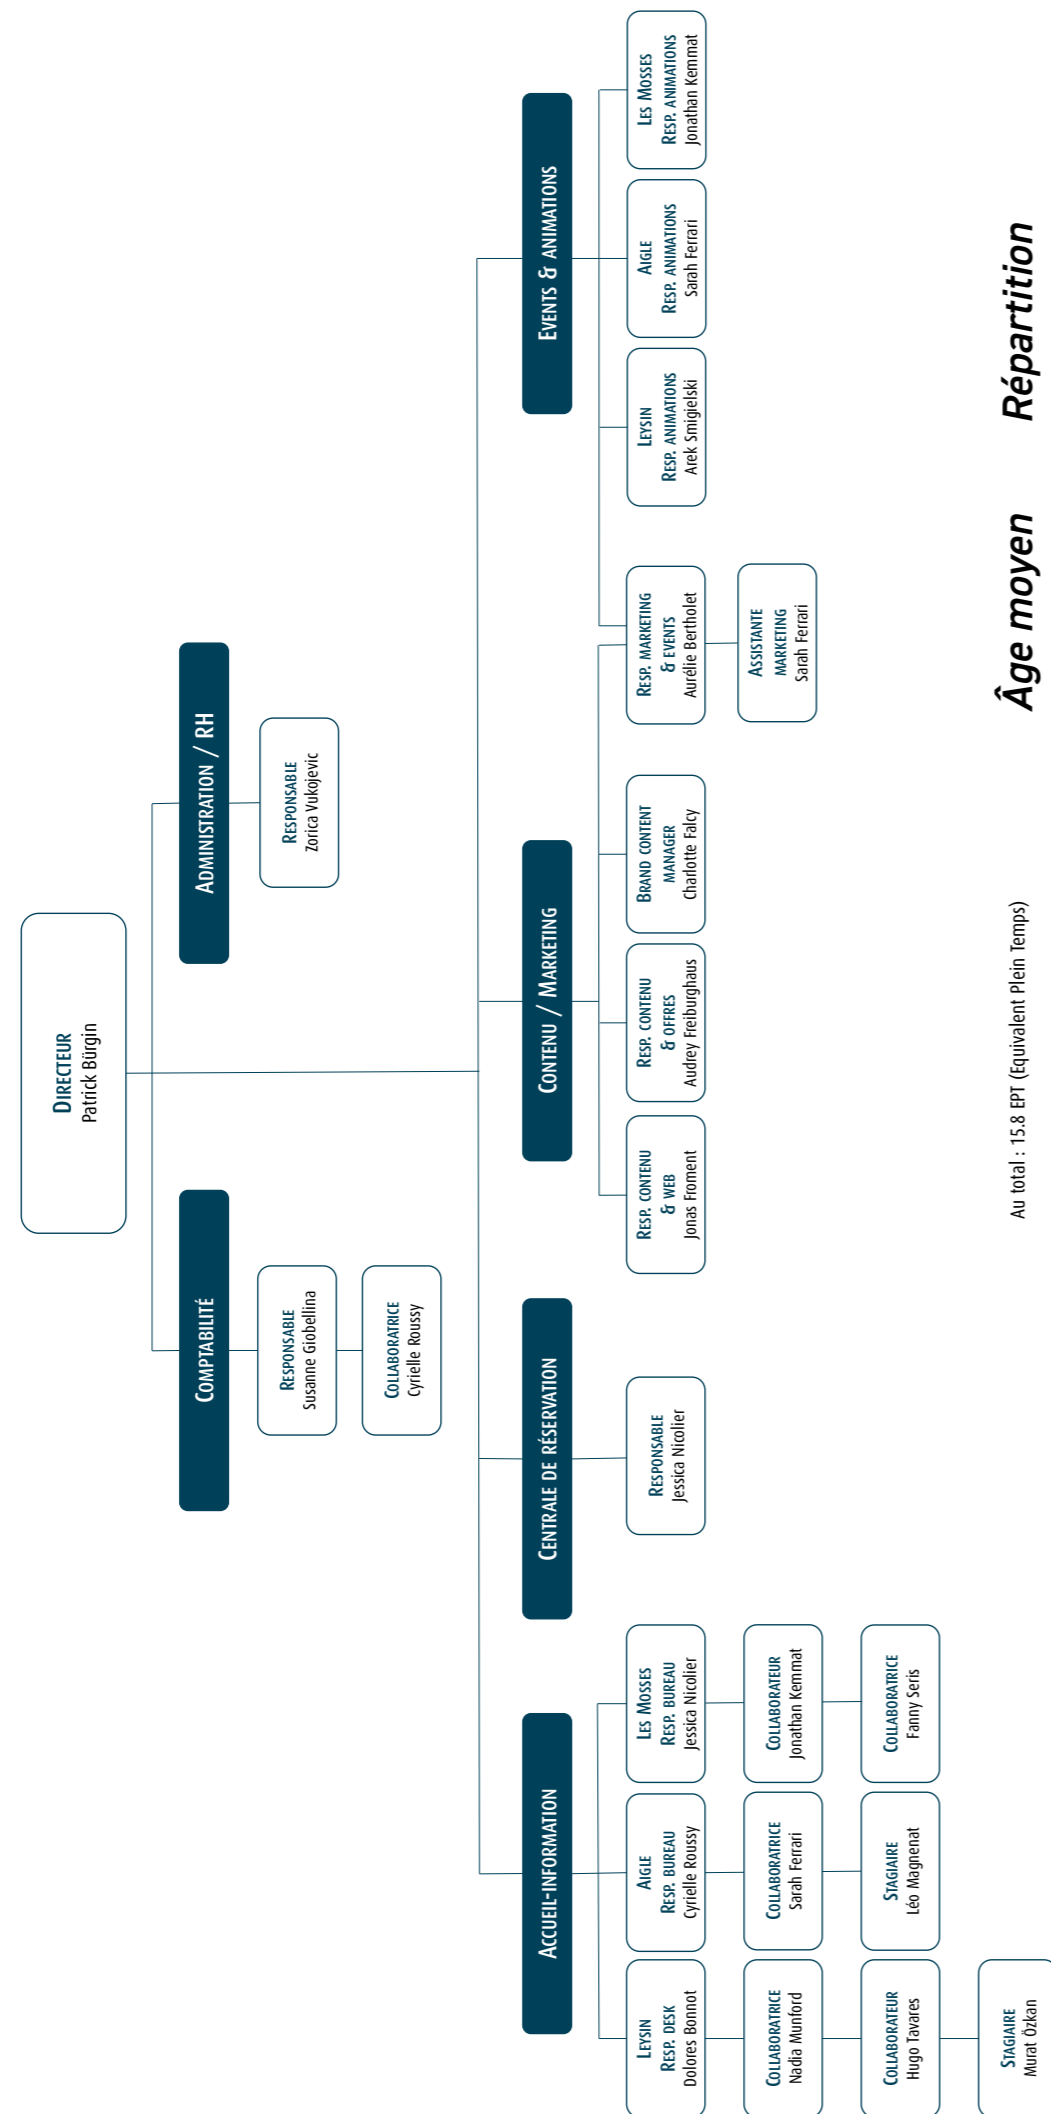 DIRECTEUR
Patrick Bürgin
COMPTABILITÉ
RESPONSABLE
Susanne Giobellina
COLLABORATRICE
Cyrielle Roussy
ADMINISTRATION / RH
RESPONSABLE
Zorica Vukojevic
ACCUEIL-INFORMATION
LEYSIN
RESP. DESK
Dolores Bonnot
COLLABORATRICE
Nadia Munford
COLLABORATEUR
Hugo Tavares
STAGIAIRE
Murat Özkan
AIGLE
RESP. BUREAU
Cyrielle Roussy
COLLABORATRICE
Sarah Ferrari
STAGIAIRE
Léo Magnenat
LES MOSSES
RESP. BUREAU
Jessica Nicolier
COLLABORATEUR
Jonathan Kemmat
COLLABORATRICE
Fanny Seris
CENTRALE DE RÉSERVATION
RESPONSABLE
Jessica Nicolier
CONTENU / MARKETING
RESP. CONTENU
& WEB
Jonas Froment
RESP. CONTENU
& OFFRES
Audrey Freiburghaus
BRAND CONTENT
MANAGER
Charlotte Falcy
RESP. MARKETING
& EVENTS
Aurélie Bertholet
ASSISTANTE
MARKETING
Sarah Ferrari
EVENTS & ANIMATIONS
LEYSIN
RESP. ANIMATIONS
Arek Smigielski
AIGLE
RESP. ANIMATIONS
Sarah Ferrari
LES MOSSES
RESP. ANIMATIONS
Jonathan Kemmat
Au total : 15.8 EPT (Equivalent Plein Temps)
Âge moyen
Répartition